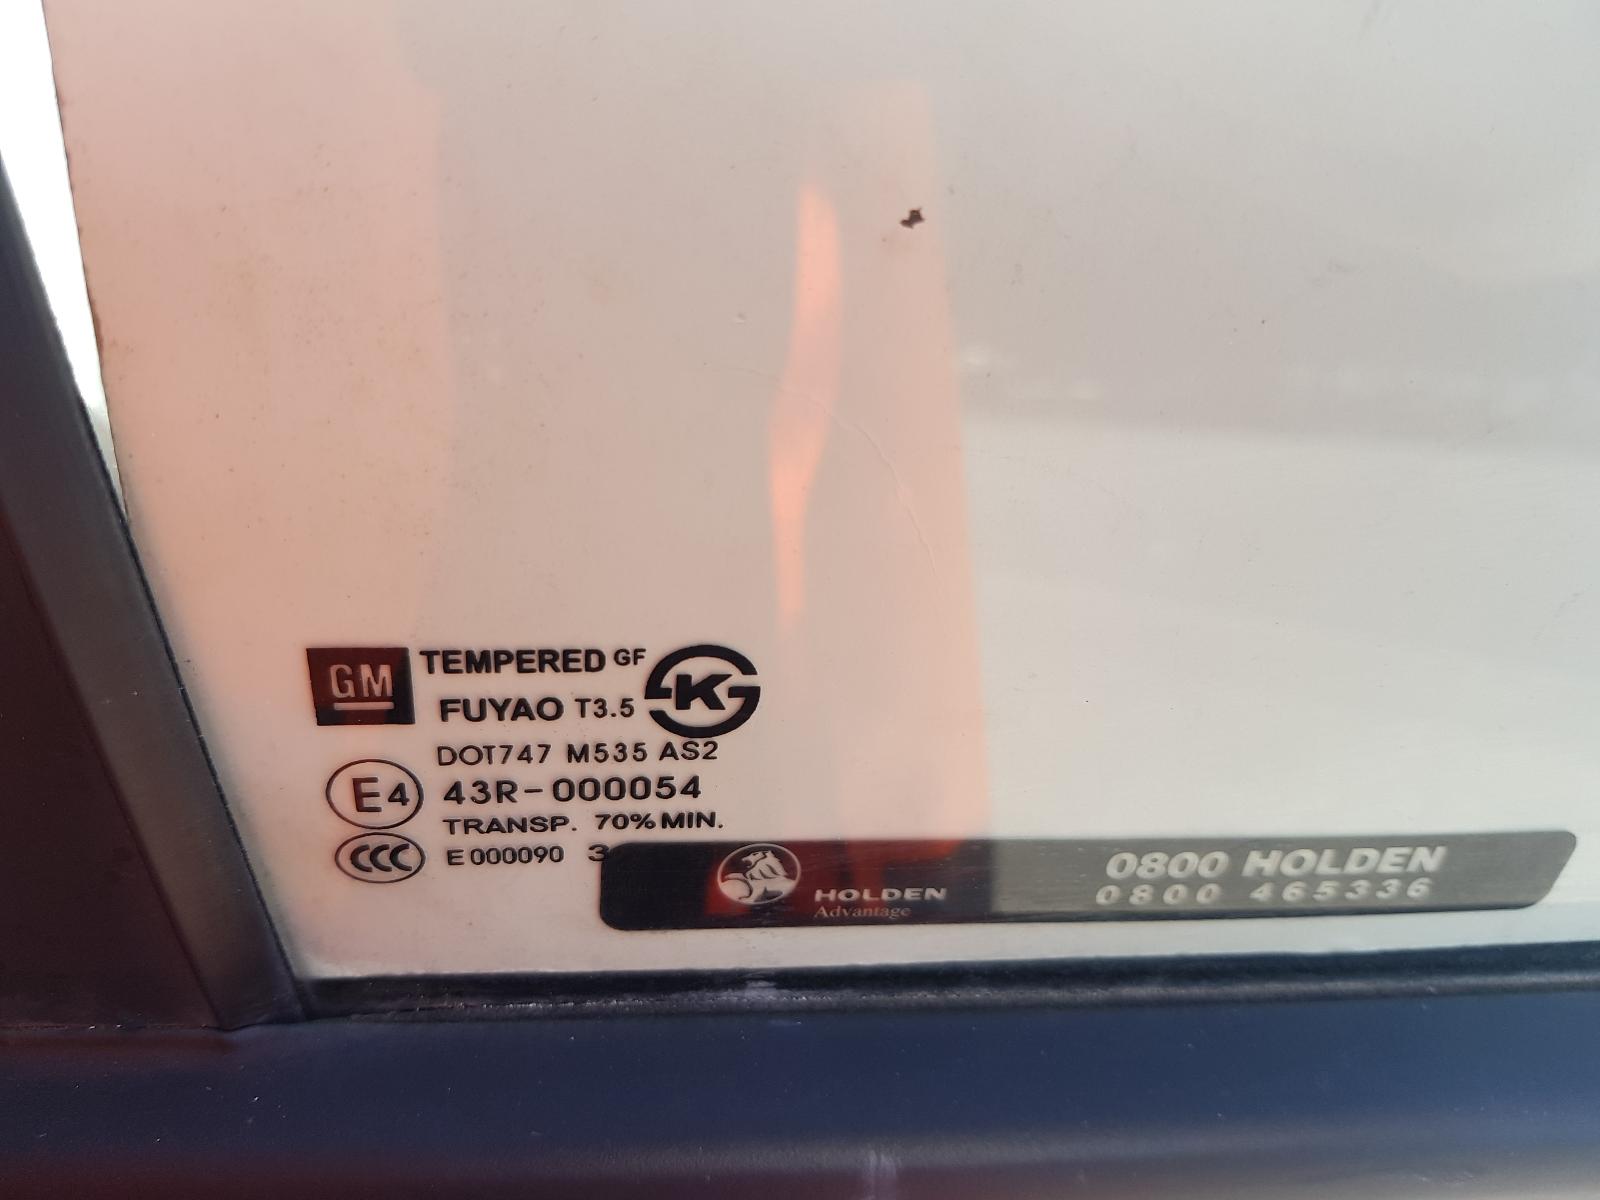 GM
TEMPERED GF
FUYAO T3.5
K
DOT747 M535 AS2
E4
43R-000054
TRANSP. 70% MIN.
CCC
E000090 3
HOLDEN
Advantage
0800 HOLDEN
0800 465336